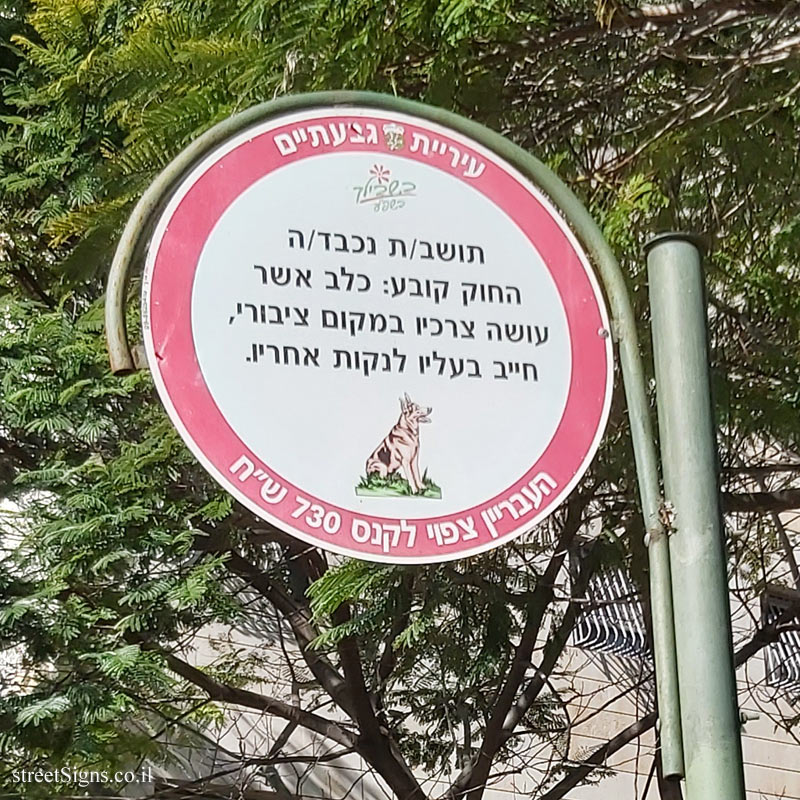 עיריית גבעתיים
בשבילך
תושב/ת נכבד/ה
החוק קובע: כלב אשר
עושה צרכיו במקום ציבורי,
חייב בעליו לנקות אחריו.
העבריין צפוי לקנס 730 ש"ח
streetSigns.co.il